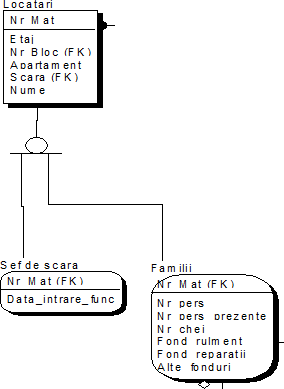 Locatari
Nr Mat
Etaj
Nr Bloc (FK)
Apartament
Scara (FK)
Nume
Sef de scara
Nr Mat (FK)
Data_intrare_func
Familii
Nr Mat (FK)
Nr pers
Nr pers prezente
Nr chei
Fond rulment
Fond reparatii
Alte fonduri